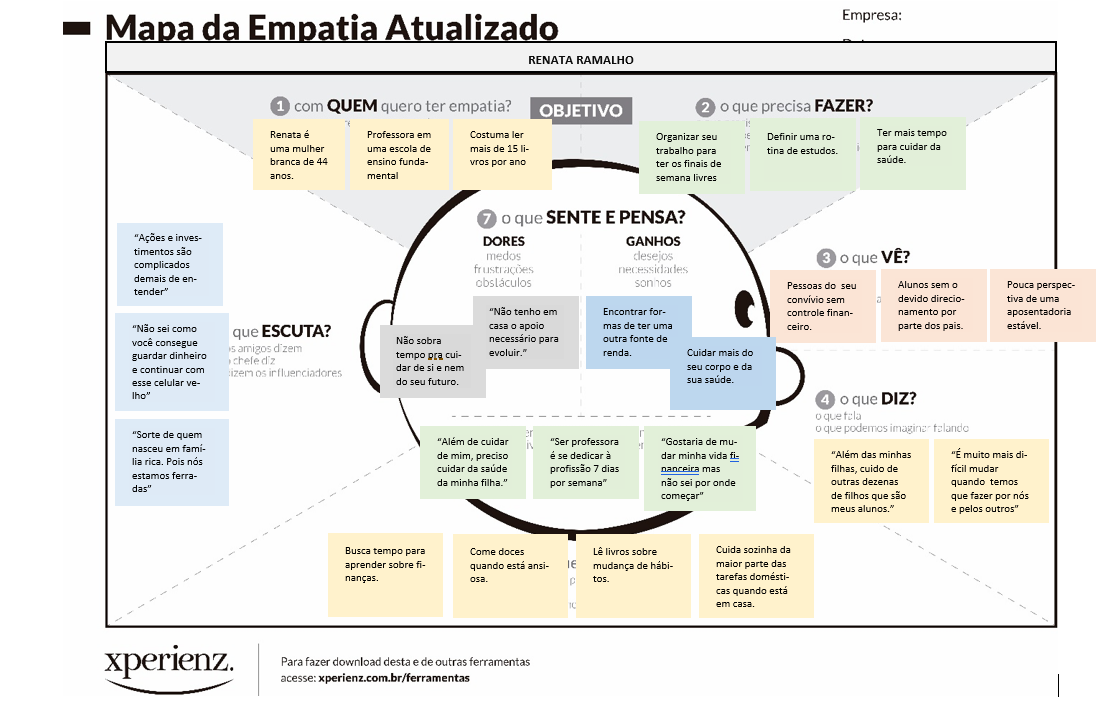 Mapa da Empatia Atualizado
Empresa:
RENATA RAMALHO
1 com QUEM quero ter empatia?
OBJETIVO
2 o que precisa FAZER?
Renata é
uma mulher
branca de 44
anos.
Professora em
uma escola de
ensino funda-
mental
Costuma ler
mais de 15 li-
vros por ano
Organizar seu
trabalho para
ter os finais de
semana livres
Definir uma ro-
tina de estudos.
Ter mais tempo
para cuidar da
saúde.
7 o que SENTE E PENSA?
DORES
medos
frustrações
obstáculos
GANHOS
desejos
necessidades
sonhos
Não sobra
tempo pra cui-
dar de si e nem
do seu futuro.
“Não tenho em
casa o apoio
necessário para
evoluir.”
Encontrar for-
mas de ter uma
outra fonte de
renda.
Cuidar mais do
seu corpo e da
sua saúde.
“Além de cuidar
de mim, preciso
cuidar da saúde
da minha filha.”
“Ser professora
é se dedicar à
profissão 7 dias
por semana”
“Gostaria de mu-
dar minha vida fi-
nanceira mas
não sei por onde
começar”
3 o que VÊ?
Pessoas do seu
convívio sem
controle finan-
ceiro.
Alunos sem o
devido direcio-
namento por
parte dos pais.
Pouca perspec-
tiva de uma
aposentadoria
estável.
4 o que DIZ?
o que fala
o que podemos imaginar falando
“Além das minhas
filhas, cuido de
outras dezenas
de filhos que são
meus alunos.”
“É muito mais di-
fícil mudar
quando temos
que fazer por nós
e pelos outros”
Busca tempo para
aprender sobre fi-
nanças.
Come doces
quando está ansi-
osa.
Lê livros sobre
mudança de hábi-
tos.
Cuida sozinha da
maior parte das
tarefas domésti-
cas quando está
em casa.
que ESCUTA?
os amigos dizem
chefe diz
dizem os influenciadores
“Ações e inves-
timentos são
complicados
demais de en-
tender”
“Não sei como
você consegue
guardar dinheiro
e continuar com
esse celular ve-
lho”
“Sorte de quem
nasceu em famí-
lia rica. Pois nós
estamos ferra-
das”
xperienz.
Para fazer download desta e de outras ferramentas
acesse: xperienz.com.br/ferramentas